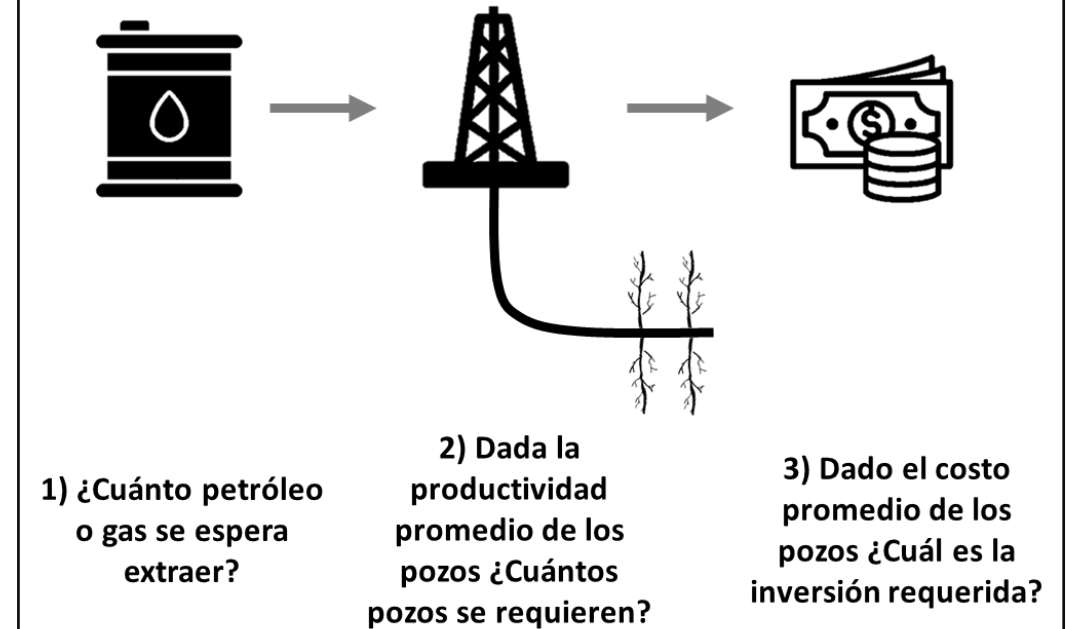 1) ¿Cuánto petróleo
o gas se espera
extraer?
2) Dada la
productividad
promedio de los
pozos ¿Cuántos
pozos se requieren?
3) Dado el costo
promedio de los
pozos ¿Cuál es la
inversión requerida?
$